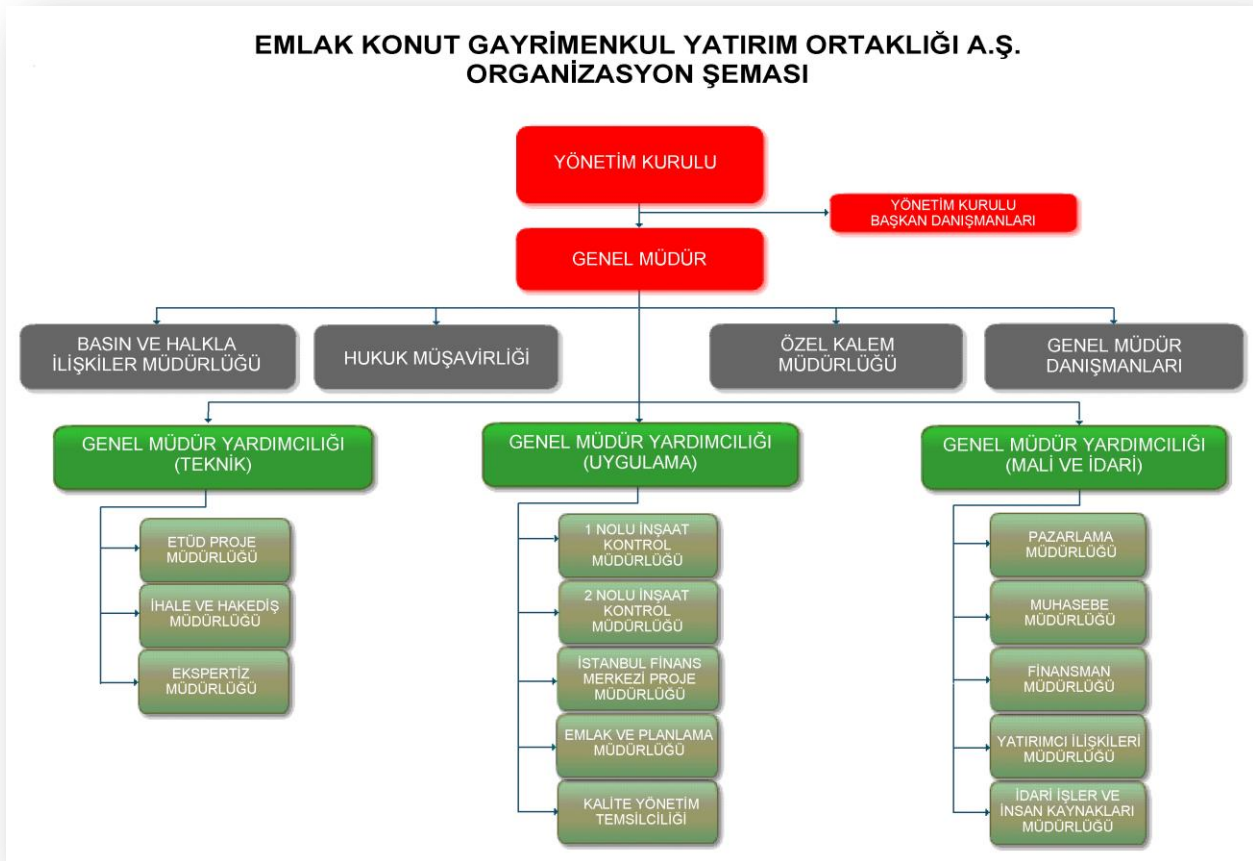 EMLAK KONUT GAYRİMENKUL YATIRIM ORTAKLIĞI A.Ş.
ORGANİZASYON ŞEMASI
YÖNETİM KURULU
YÖNETİM KURULU
BAŞKAN DANIŞMANLARI
GENEL MÜDÜR
BASIN VE HALKLA
İLİŞKİLER MÜDÜRLÜĞÜ
HUKUK MÜŞAVİRLİĞİ
ÖZEL KALEM
MÜDÜRLÜĞÜ
GENEL MÜDÜR
DANIŞMANLARI
GENEL MÜDÜR YARDIMCILIĞI
(TEKNİK)
ETÜD PROJE
MÜDÜRLÜĞÜ
İHALE VE HAKEDİŞ
MÜDÜRLÜĞÜ
EKSPERTİZ
MÜDÜRLÜĞÜ
GENEL MÜDÜR YARDIMCILIĞI
(UYGULAMA)
1 NOLU İNŞAAT
KONTROL
MÜDÜRLÜĞÜ
2 NOLU İNŞAAT
KONTROL
MÜDÜRLÜĞÜ
İSTANBUL FİNANS
MERKEZİ PROJE
MÜDÜRLÜĞÜ
EMLAK VE PLANLAMA
MÜDÜRLÜĞÜ
KALİTE YÖNETİM
TEMSİLCİLİĞİ
GENEL MÜDÜR YARDIMCILIĞI
(MALİ VE İDARİ)
PAZARLAMA
MÜDÜRLÜĞÜ
MUHASEBE
MÜDÜRLÜĞÜ
FİNANSMAN
MÜDÜRLÜĞÜ
YATIRIMCI İLİŞKİLERİ
MÜDÜRLÜĞÜ
İDARİ İŞLER VE
İNSAN KAYNAKLARI
MÜDÜRLÜĞÜ